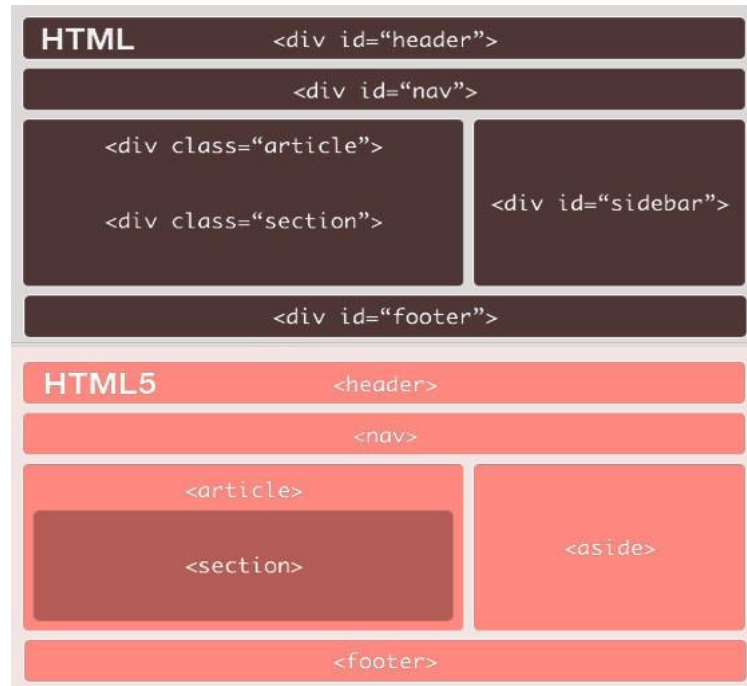 HTML <div id=“header”>
<div id=“nav”>
<div class=“article”>
<div class=“section”>
<div id=“sidebar”>
<div id=“footer”>
HTML5 <header>
<nav>
<article>
<section>
<aside>
<footer>